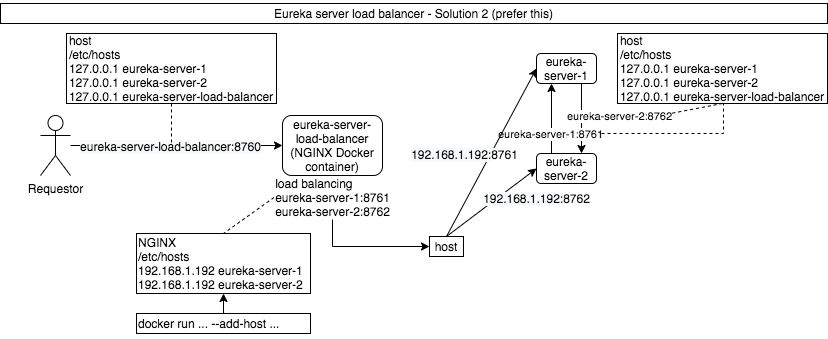 Eureka server load balancer - Solution 2 (prefer this)
host
/etc/hosts
127.0.0.1 eureka-server-1
127.0.0.1 eureka-server-2
127.0.0.1 eureka-server-load-balancer
eureka-server-load-balancer:8760
Requestor
eureka-
server-
load-balancer
(NGINX Docker
container)
load balancing
eureka-server-1:8761
eureka-server-2:8762
NGINX
/etc/hosts
192.168.1.192 eureka-server-1
192.168.1.192 eureka-server-2
docker run ... --add-host ...
host
192.168.1.192:8761
192.168.1.192:8762
eureka-
server-1
eureka-server-2:8762
eureka-server-1:8761
eureka-
server-2
host
/etc/hosts
127.0.0.1 eureka-server-1
127.0.0.1 eureka-server-2
127.0.0.1 eureka-server-load-balancer